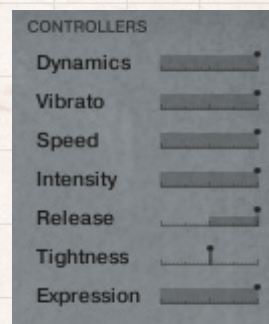 CONTROLLERS
Dynamics
Vibrato
Speed
Intensity
Release
Tightness
Expression